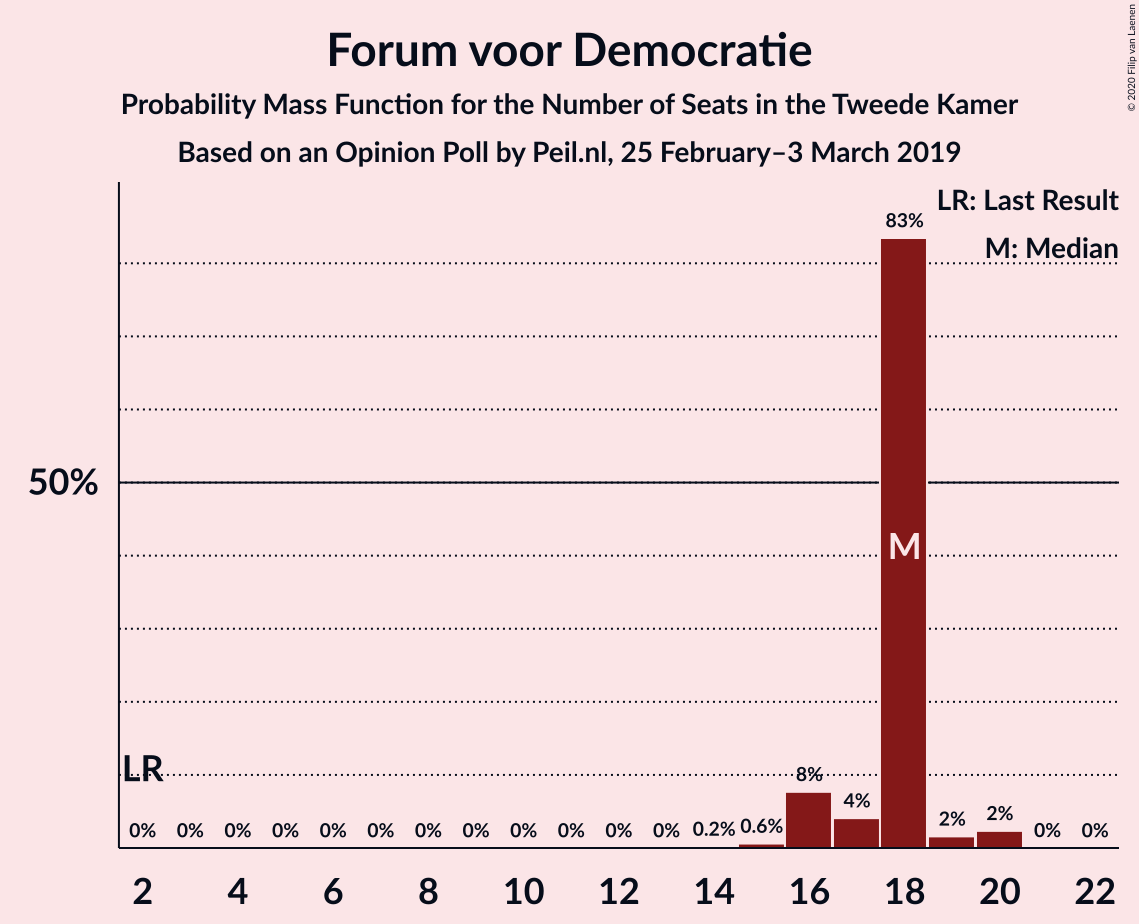 Forum voor Democratie
Probability Mass Function for the Number of Seats in the Tweede Kamer
Based on an Opinion Poll by Peil.nl, 25 February–3 March 2019
© 2020 Filip van Laenen
LR: Last Result
M: Median
83%
50%
M
LR
0% 0% 0% 0% 0% 0% 0% 0% 0% 0% 0% 0% 0.2% 0.6% 8% 4% 2% 2% 0% 0%
2 4 6 8 10 12 14 16 18 20 22